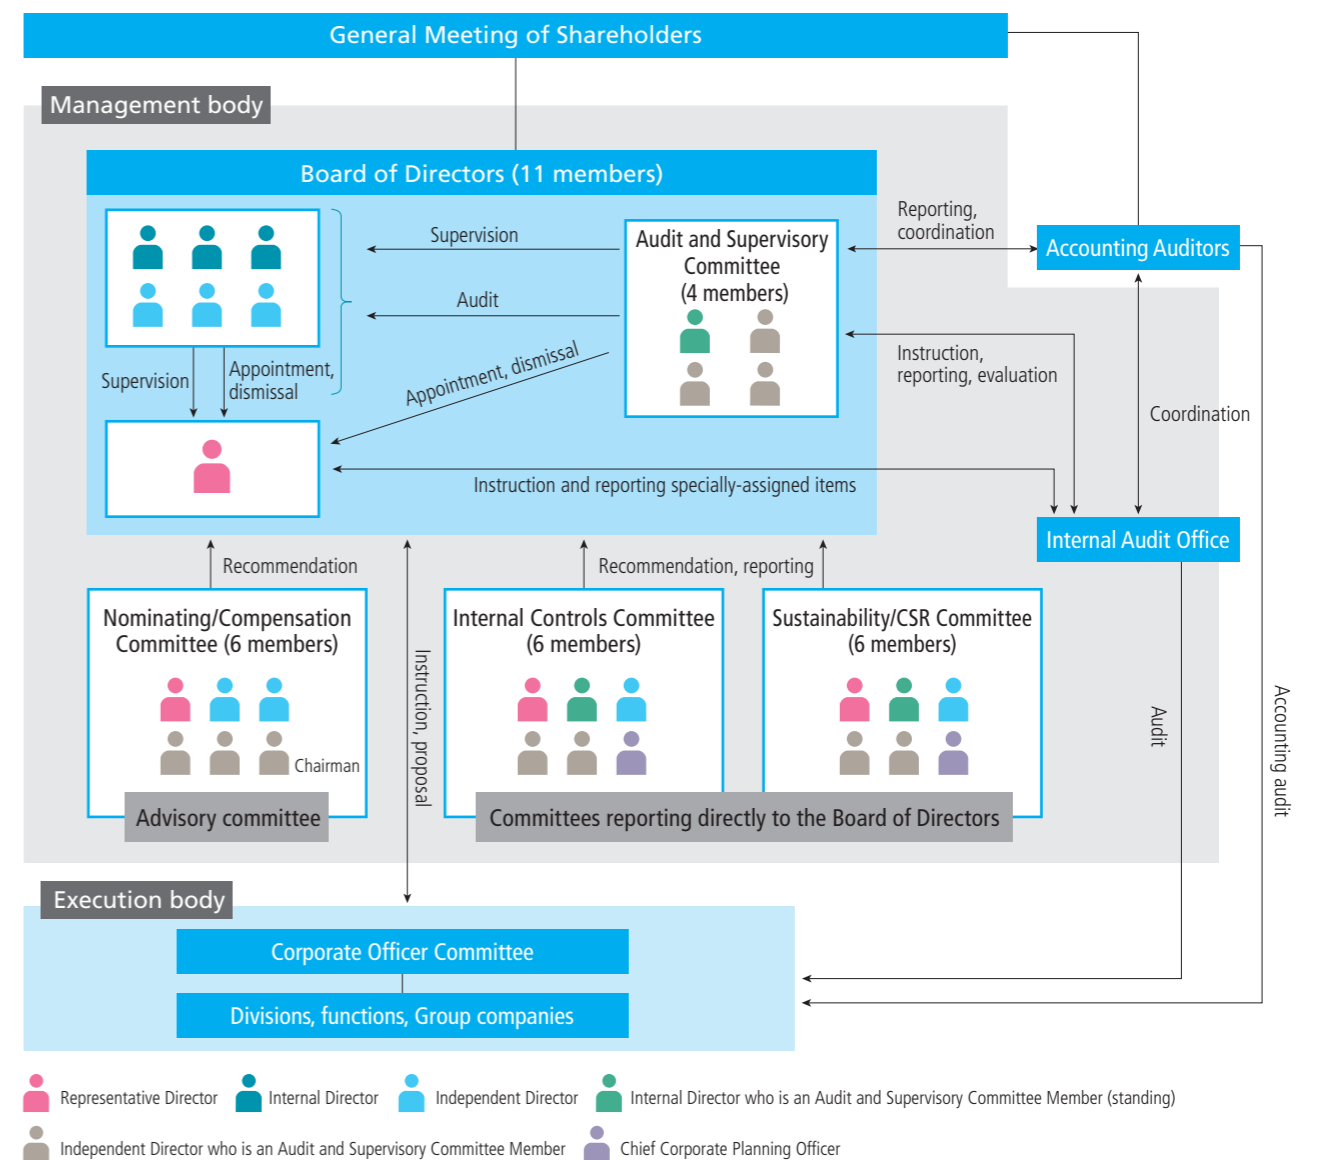 General Meeting of Shareholders
Management body
Board of Directors (11 members)
Supervision
Audit
Appointment, dismissal
Audit and Supervisory
Committee
(4 members)
Reporting,
coordination
Accounting Auditors
Supervision
Appointment,
dismissal
Instruction,
reporting, evaluation
Coordination
Instruction and reporting specially-assigned items
Internal Audit Office
Recommendation
Recommendation, reporting
Nominating/Compensation
Committee (6 members)
Chairman
Advisory committee
Instruction, proposal
Internal Controls Committee
(6 members)
Sustainability/CSR Committee
(6 members)
Committees reporting directly to the Board of Directors
Audit
Accounting audit
Execution body
Corporate Officer Committee
Divisions, functions, Group companies
Representative Director
Internal Director
Independent Director
Internal Director who is an Audit and Supervisory Committee Member (standing)
Independent Director who is an Audit and Supervisory Committee Member
Chief Corporate Planning Officer